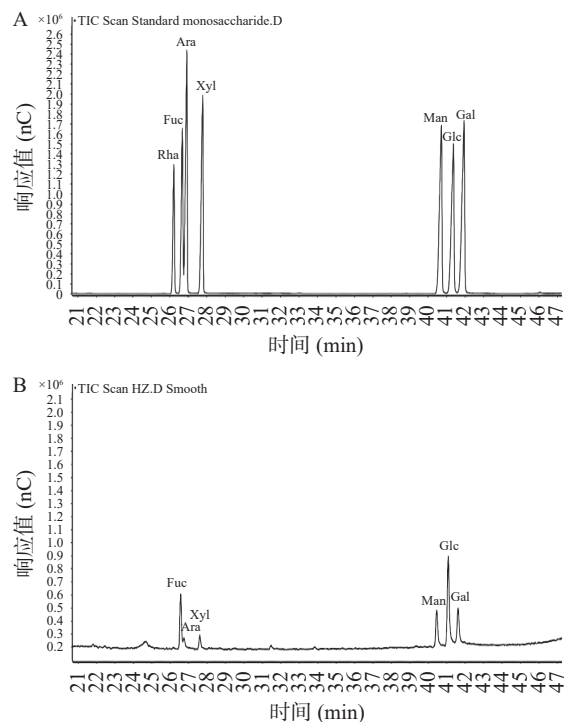 A
×10⁶
·TIC Scan Standard monosaccharide.D
2.6
2.5
2.4
2.3
2.2
2.1
2.0
1.9
1.8
1.7
1.6
1.5
1.4
1.3
1.2
1.1
1.0
0.9
0.8
0.7
0.6
0.5
0.4
0.3
0.2
0.1
0
响应值 (nC)
Rha
Fuc
Ara
Xyl
Man
Glc
Gal
21 22 23 24 25 26 27 28 29 30 31 32 33 34 35 36 37 38 39 40 41 42 43 44 45 46 47
时间 (min)
B
×10⁶
·TIC Scan HZ.D Smooth
2.1
2.0
1.9
1.8
1.7
1.6
1.5
1.4
1.3
1.2
1.1
1.0
0.9
0.8
0.7
0.6
0.5
0.4
0.3
0.2
响应值 (nC)
Fuc
Ara
Xyl
Man
Glc
Gal
21 22 23 24 25 26 27 28 29 30 31 32 33 34 35 36 37 38 39 40 41 42 43 44 45 46 47
时间 (min)